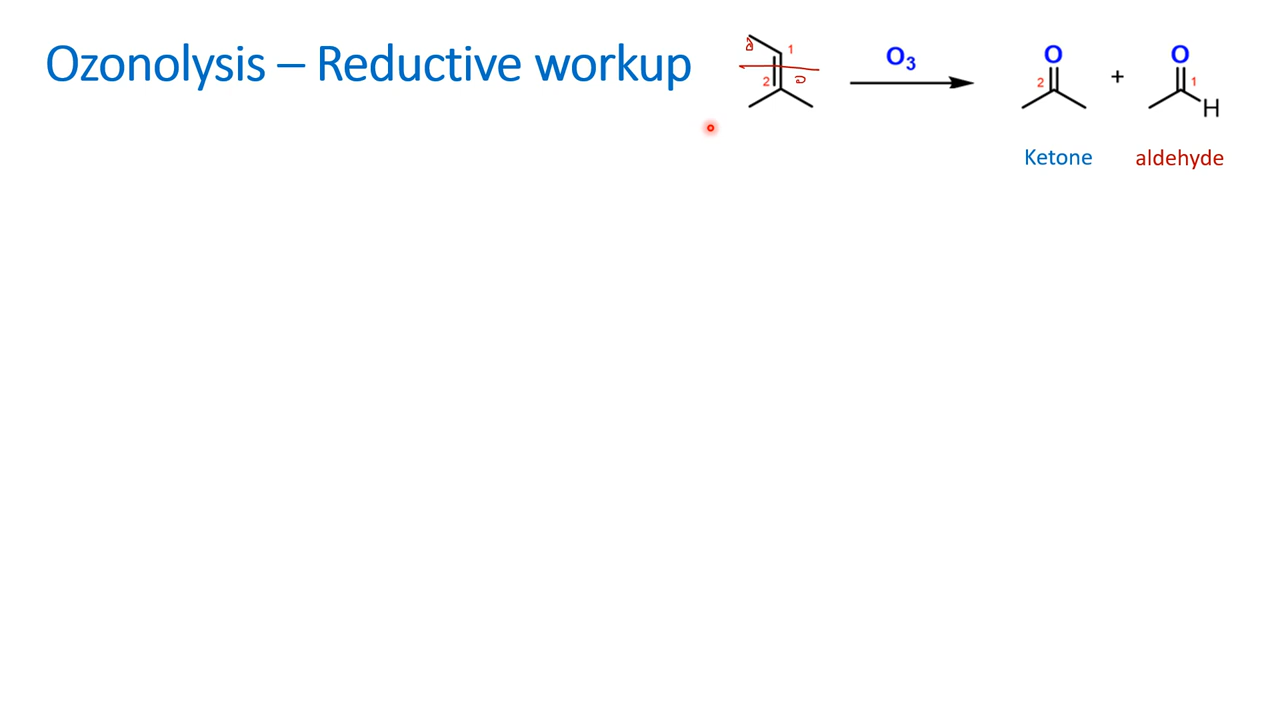 Ozonolysis – Reductive workup
1
2
O3
O
2
+
O
1
H
Ketone
aldehyde